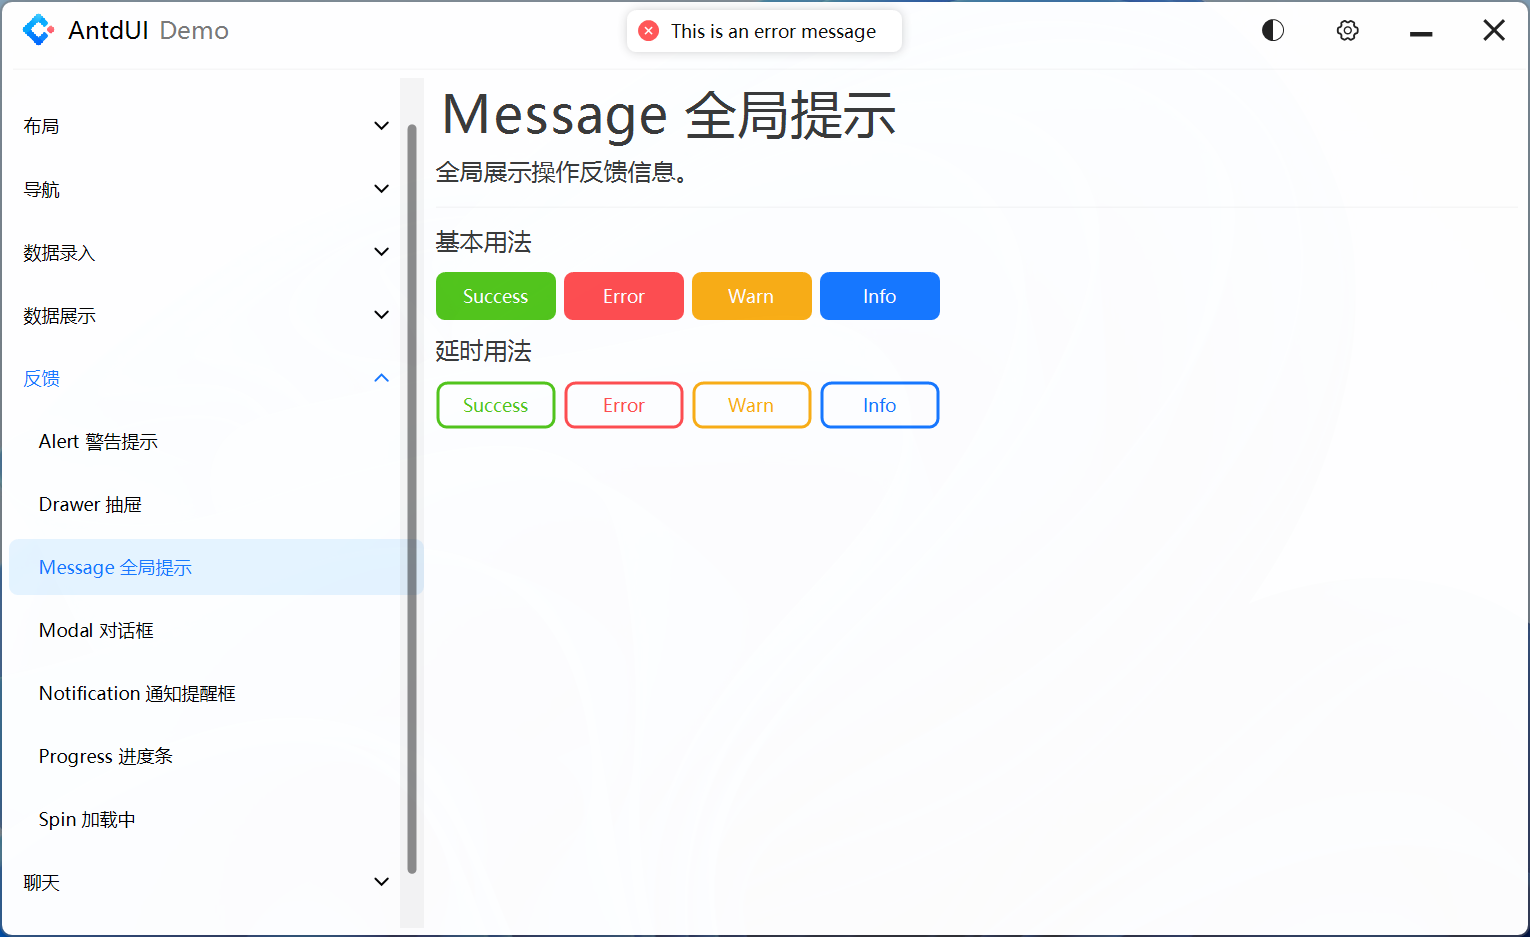 AntdUI Demo
This is an error message
布局
导航
数据录入
数据展示
反馈
Alert 警告提示
Drawer 抽屉
Message 全局提示
Modal 对话框
Notification 通知提醒框
Progress 进度条
Spin 加载中
聊天
Message 全局提示
全局展示操作反馈信息。
基本用法
Success Error Warn Info
延时用法
Success Error Warn Info